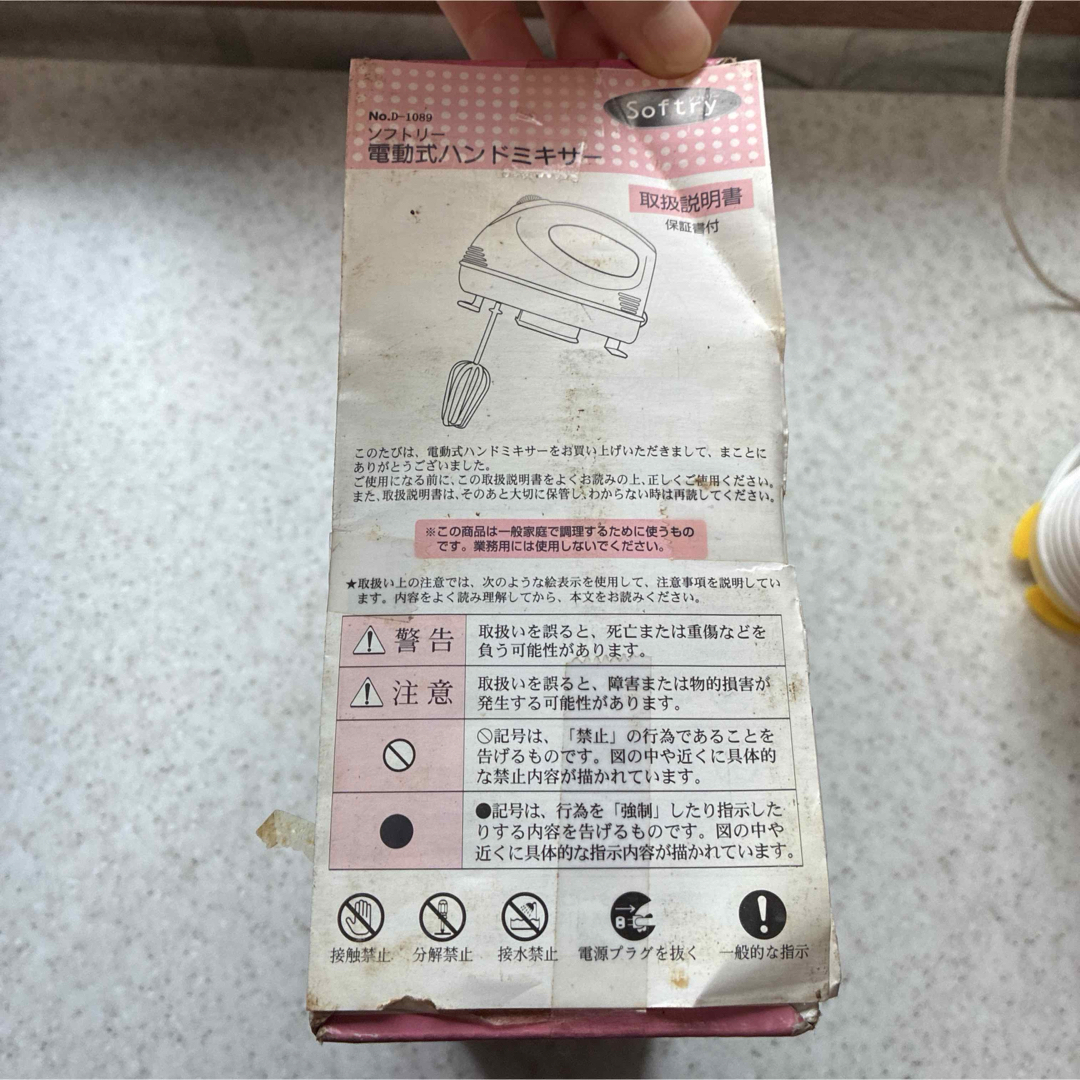 Softry
No.D-1089
ソフトリー
電動式ハンドミキサー
取扱説明書
保証書付
このたびは、電動式ハンドミキサーをお買い上げいただきまして、まことに
ありがとうございました。
ご使用になる前に、この取扱説明書をよくお読みの上、正しくご使用ください。
また、取扱説明書は、そのあと大切に保管し、わからない時は再読してください。
※この商品は一般家庭で調理するために使うもの
です。業務用には使用しないでください。
★取扱い上の注意では、次のような絵表示を使用して、注意事項を説明してい
ます。内容をよく読み理解してから、本文をお読みください。
警告
取扱いを誤ると、死亡または重傷などを
負う可能性があります。
注意
取扱いを誤ると、障害または物的損害が
発生する可能性があります。
🛇記号は、「禁止」の行為であることを
告げるものです。図の中や近くに具体的
な禁止内容が描かれています。
●記号は、行為を「強制」したり指示した
りする内容を告げるものです。図の中や
近くに具体的な指示内容が描かれています。
接触禁止 分解禁止 接水禁止 電源プラグを抜く 一般的な指示